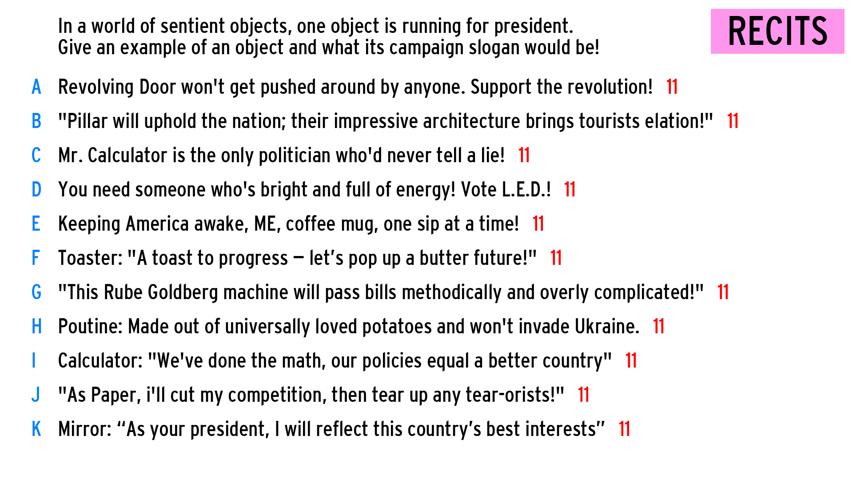 In a world of sentient objects, one object is running for president.
Give an example of an object and what its campaign slogan would be!
RECITS
A Revolving Door won't get pushed around by anyone. Support the revolution! 11
B "Pillar will uphold the nation; their impressive architecture brings tourists elation!" 11
C Mr. Calculator is the only politician who'd never tell a lie! 11
D You need someone who's bright and full of energy! Vote L.E.D.! 11
E Keeping America awake, ME, coffee mug, one sip at a time! 11
F Toaster: "A toast to progress – let’s pop up a butter future!" 11
G "This Rube Goldberg machine will pass bills methodically and overly complicated!" 11
H Poutine: Made out of universally loved potatoes and won't invade Ukraine. 11
I Calculator: "We've done the math, our policies equal a better country" 11
J "As Paper, i'll cut my competition, then tear up any tear-orists!" 11
K Mirror: “As your president, I will reflect this country’s best interests” 11